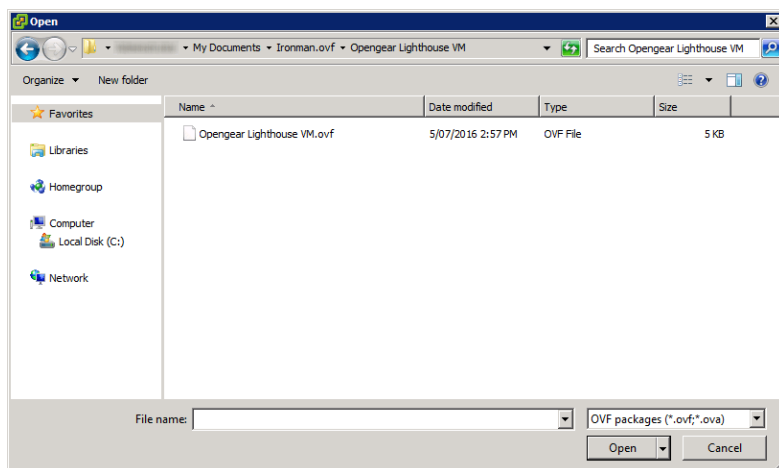 Open
My Documents Ironman.ovf Opengear Lighthouse VM Search Opengear Lighthouse VM
Organize New folder
Name Date modified Type Size
Favorites
Opengear Lighthouse VM.ovf 5/07/2016 2:57 PM OVF File 5 KB
Libraries
Homegroup
Computer
Local Disk (C:)
Network
File name: OVF packages (*.ovf;*.ova)
Open Cancel